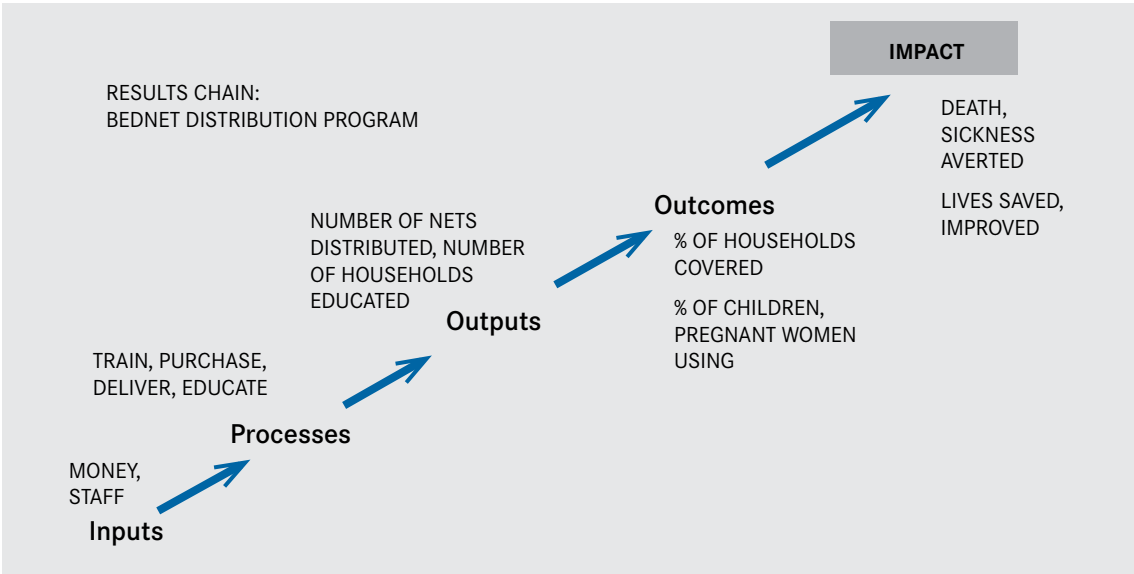 IMPACT
RESULTS CHAIN:
BEDNET DISTRIBUTION PROGRAM
DEATH,
SICKNESS
AVERTED
LIVES SAVED,
IMPROVED
Outcomes
% OF HOUSEHOLDS
COVERED
% OF CHILDREN,
PREGNANT WOMEN
USING
NUMBER OF NETS
DISTRIBUTED, NUMBER
OF HOUSEHOLDS
EDUCATED
Outputs
TRAIN, PURCHASE,
DELIVER, EDUCATE
Processes
MONEY,
STAFF
Inputs